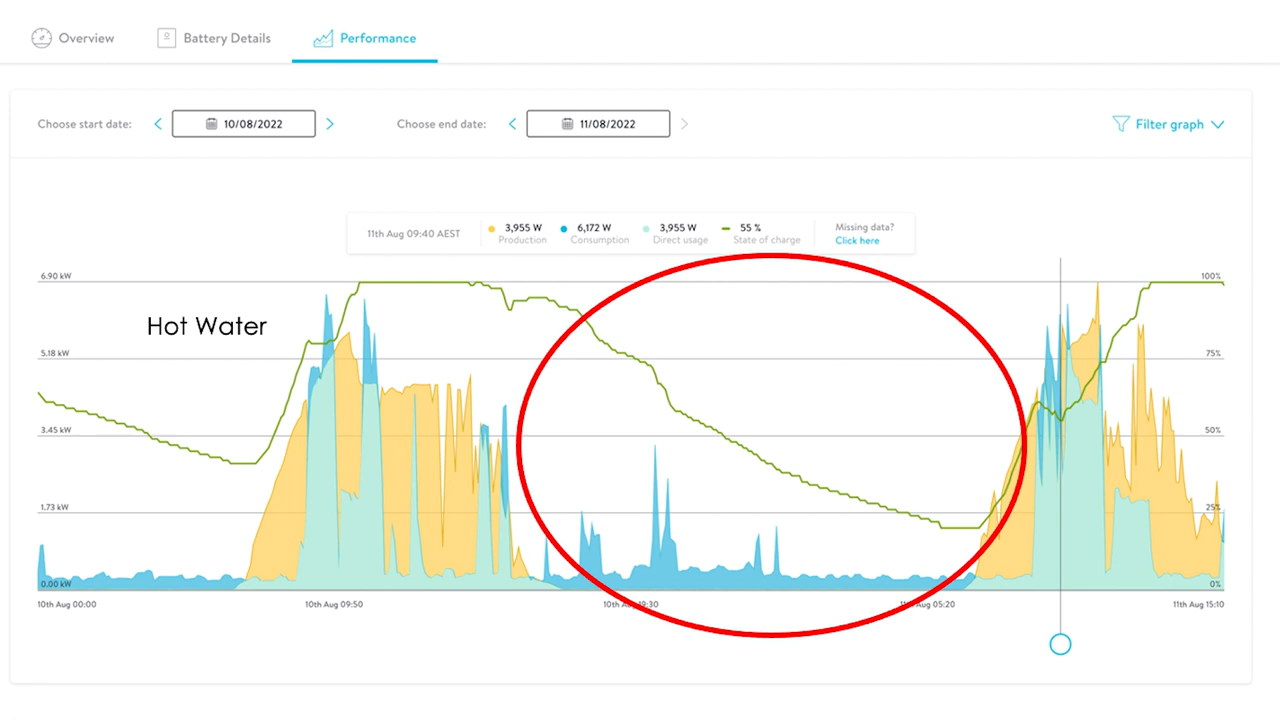 Overview Battery Details Performance
Choose start date: 10/08/2022 Choose end date: 11/08/2022 Filter graph
11th Aug 09:40 AEST 3,955 W 6,172 W 3,955 W 55 % Missing data?
Production Consumption Direct usage State of charge Click here
6.90 kW 100%
Hot Water
5.18 kW 75%
3.45 kW 50%
1.73 kW 25%
0.00 kW 0%
10th Aug 00:00 10th Aug 09:50 10th Aug 19:30 11th Aug 05:20 11th Aug 15:10